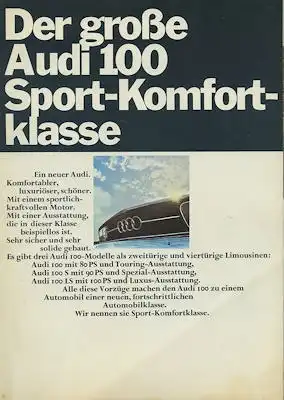 Der große
Audi 100
Sport-Komfort-
klasse
Ein neuer Audi.
Komfortabler,
luxuriöser, schöner.
Mit einem sportlich-
kraftvollen Motor.
Mit einer Ausstattung,
die in dieser Klasse
beispiellos ist.
Sehr sicher und sehr
solide gebaut.
Es gibt drei Audi 100-Modelle als zweitürige und viertürige Limousinen:
Audi 100 mit 80 PS und Touring-Ausstattung,
Audi 100 S mit 90 PS und Spezial-Ausstattung,
Audi 100 LS mit 100 PS und Luxus-Ausstattung.
Alle diese Vorzüge machen den Audi 100 zu einem
Automobil einer neuen, fortschrittlichen
Automobilklasse.
Wir nennen sie Sport-Komfortklasse.